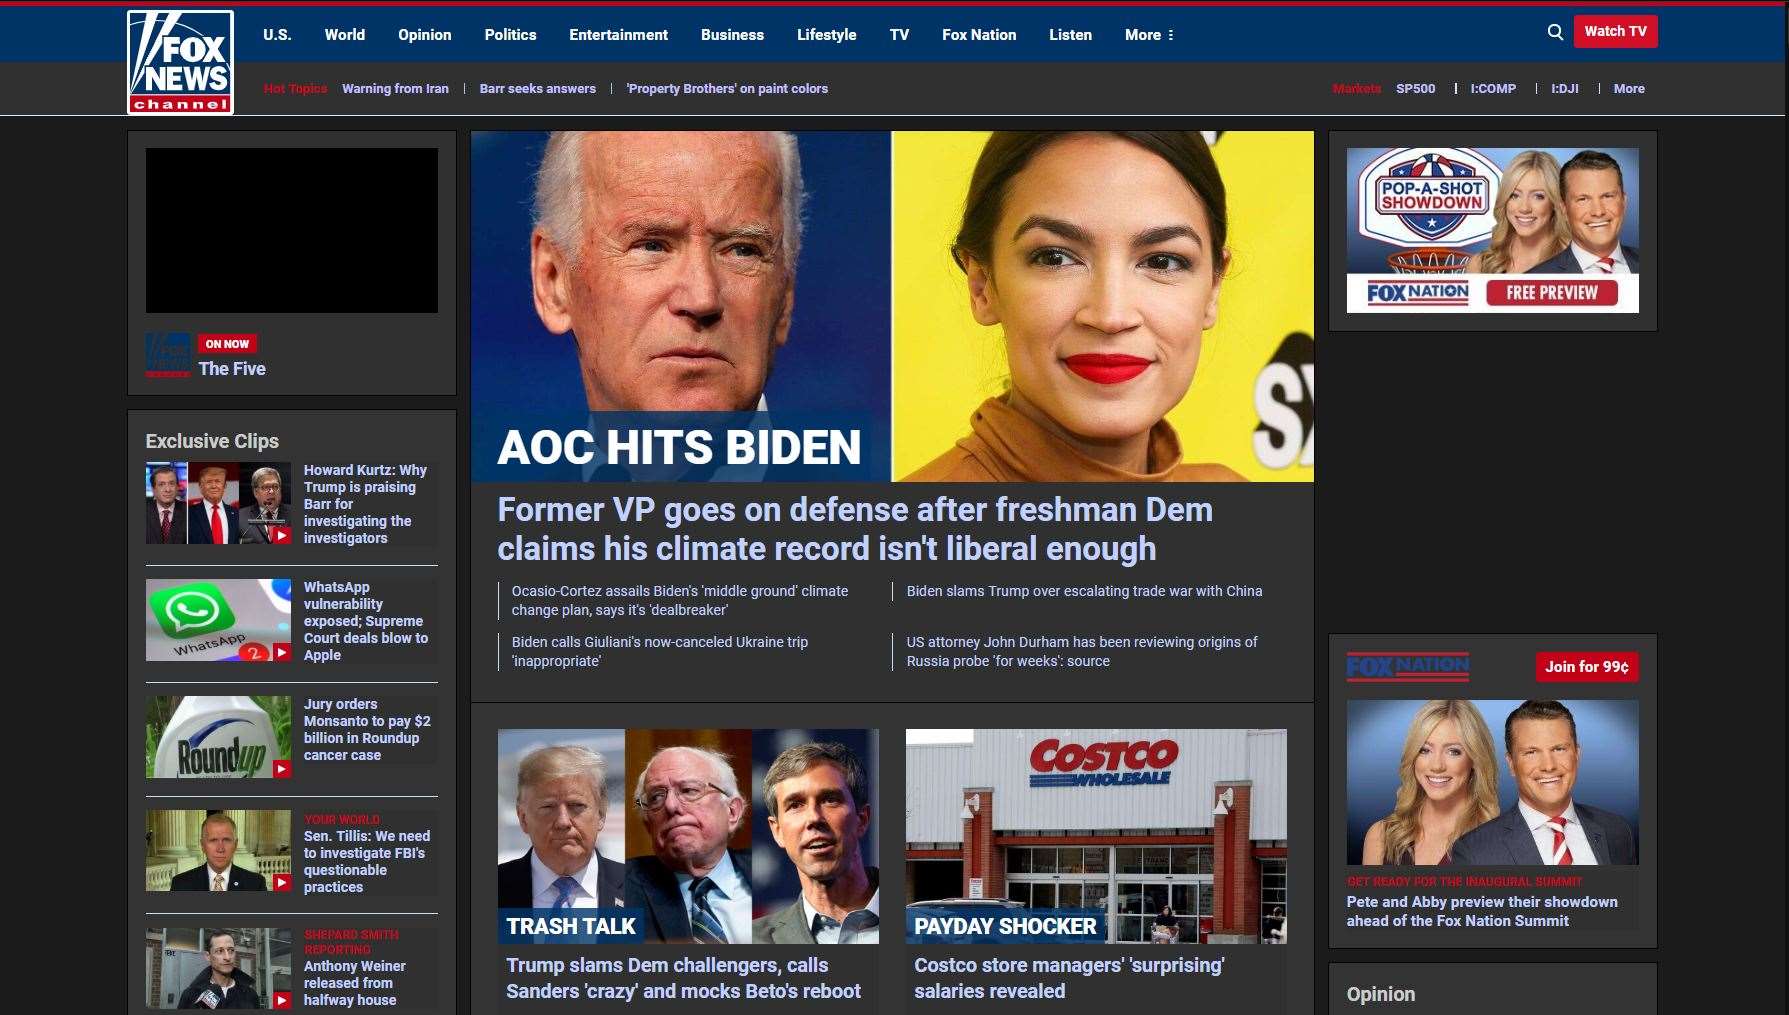 FOX
NEWS
channel
U.S. World Opinion Politics Entertainment Business Lifestyle TV Fox Nation Listen More
Watch TV
Hot Topics Warning from Iran Barr seeks answers 'Property Brothers' on paint colors
Markets SP500 I:COMP I:DJI More
FOX
NEWS
ON NOW
The Five
Exclusive Clips
Howard Kurtz: Why
Trump is praising
Barr for
investigating the
investigators
WhatsApp
2
WhatsApp
vulnerability
exposed; Supreme
Court deals blow to
Apple
Roundup
Jury orders
Monsanto to pay $2
billion in Roundup
cancer case
YOUR WORLD
Sen. Tillis: We need
to investigate FBI's
questionable
practices
SHEPARD SMITH
REPORTING
Anthony Weiner
released from
halfway house
AOC HITS BIDEN
Former VP goes on defense after freshman Dem
claims his climate record isn't liberal enough
Ocasio-Cortez assails Biden's 'middle ground' climate
change plan, says it's 'dealbreaker'
Biden slams Trump over escalating trade war with China
Biden calls Giuliani's now-canceled Ukraine trip
'inappropriate'
US attorney John Durham has been reviewing origins of
Russia probe 'for weeks': source
TRASH TALK
Trump slams Dem challengers, calls
Sanders 'crazy' and mocks Beto's reboot
COSTCO
WHOLESALE
PAYDAY SHOCKER
Costco store managers' 'surprising'
salaries revealed
POP-A-SHOT
SHOWDOWN
FOX NATION
FREE PREVIEW
FOX NATION
Join for 99¢
GET READY FOR THE INAUGURAL SUMMIT
Pete and Abby preview their showdown
ahead of the Fox Nation Summit
Opinion